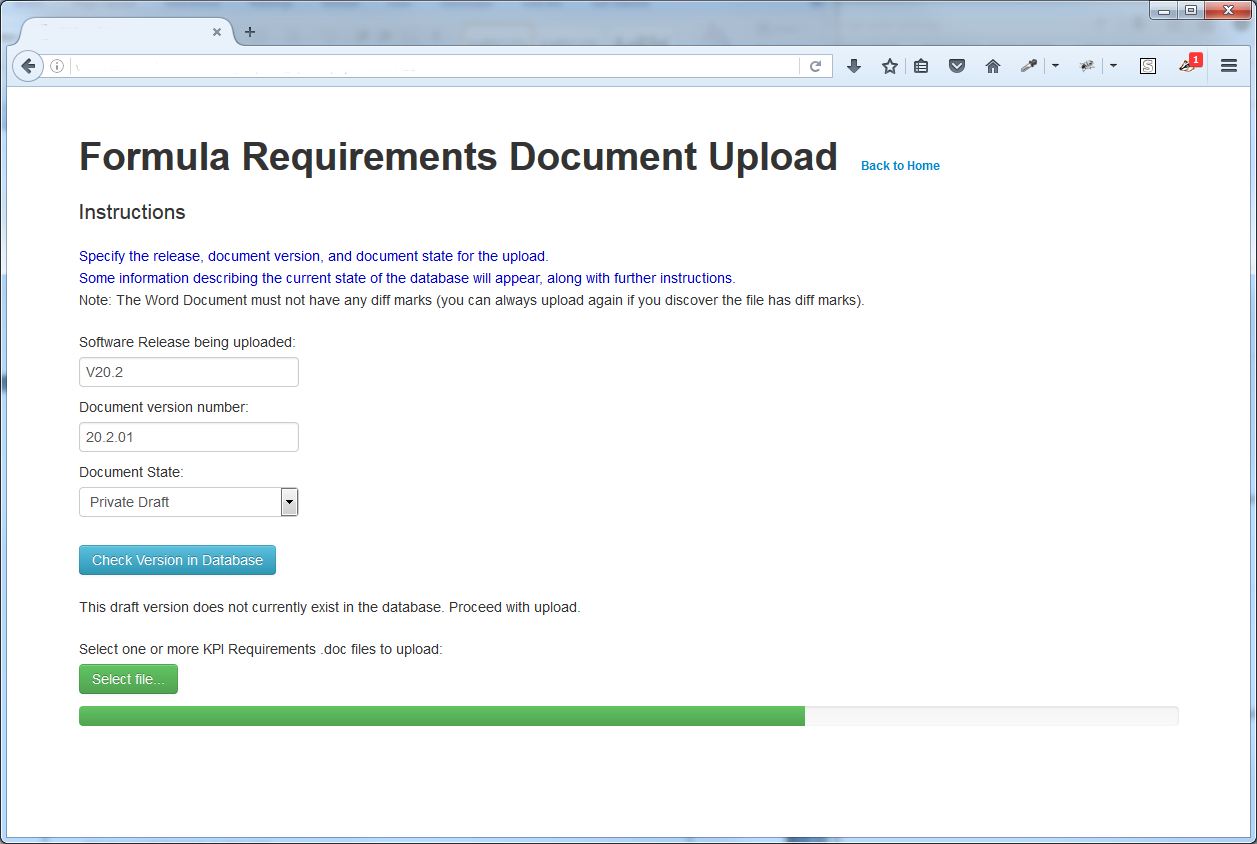 1
Formula Requirements Document Upload Back to Home
Instructions
Specify the release, document version, and document state for the upload.
Some information describing the current state of the database will appear, along with further instructions.
Note: The Word Document must not have any diff marks (you can always upload again if you discover the file has diff marks).
Software Release being uploaded:
V20.2
Document version number:
20.2.01
Document State:
Private Draft
Check Version in Database
This draft version does not currently exist in the database. Proceed with upload.
Select one or more KPI Requirements .doc files to upload:
Select file...